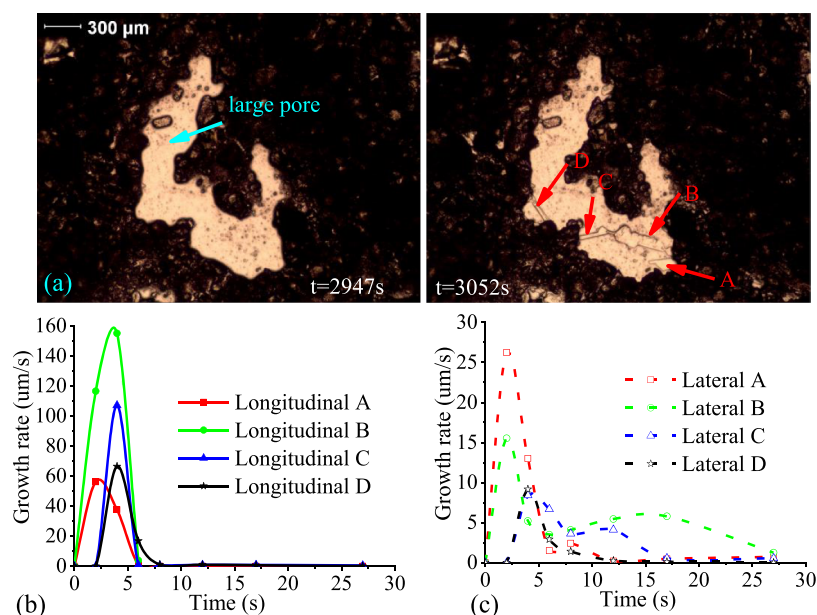 300 μm
large pore
(a)
t=2947s
D
C
B
A
t=3052s
160
140
120
100
80
60
40
20
0
Growth rate (um/s)
Longitudinal A
Longitudinal B
Longitudinal C
Longitudinal D
0 5 10 15 20 25 30
Time (s)
(b)
30
25
20
15
10
5
0
Growth rate (um/s)
Lateral A
Lateral B
Lateral C
Lateral D
0 5 10 15 20 25 30
Time (s)
(c)